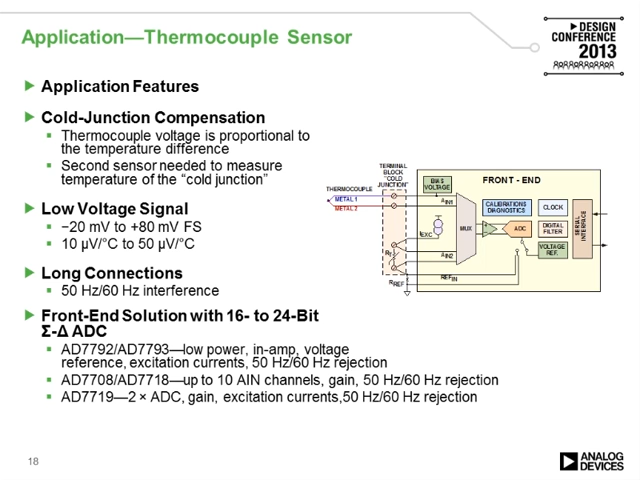 Application—Thermocouple Sensor
DESIGN
CONFERENCE
2013
Application Features
Cold-Junction Compensation
Thermocouple voltage is proportional to
the temperature difference
Second sensor needed to measure
temperature of the “cold junction”
Low Voltage Signal
−20 mV to +80 mV FS
10 μV/°C to 50 μV/°C
Long Connections
50 Hz/60 Hz interference
Front-End Solution with 16- to 24-Bit
Σ-Δ ADC
AD7792/AD7793—low power, in-amp, voltage
reference, excitation currents, 50 Hz/60 Hz rejection
AD7708/AD7718—up to 10 AIN channels, gain, 50 Hz/60 Hz rejection
AD7719—2 × ADC, gain, excitation currents,50 Hz/60 Hz rejection
TERMINAL
BLOCK
"COLD
JUNCTION"
THERMOCOUPLE
METAL 1
METAL 2
BIAS
VOLTAGE
FRONT - END
AIN1
IEXC
MUX
CALIBRATIONS
DIAGNOSTICS
CLOCK
ADC
DIGITAL
FILTER
VOLTAGE
REF.
SERIAL
INTERFACE
RT
AIN2
REFIN
RREF
18
ANALOG
DEVICES